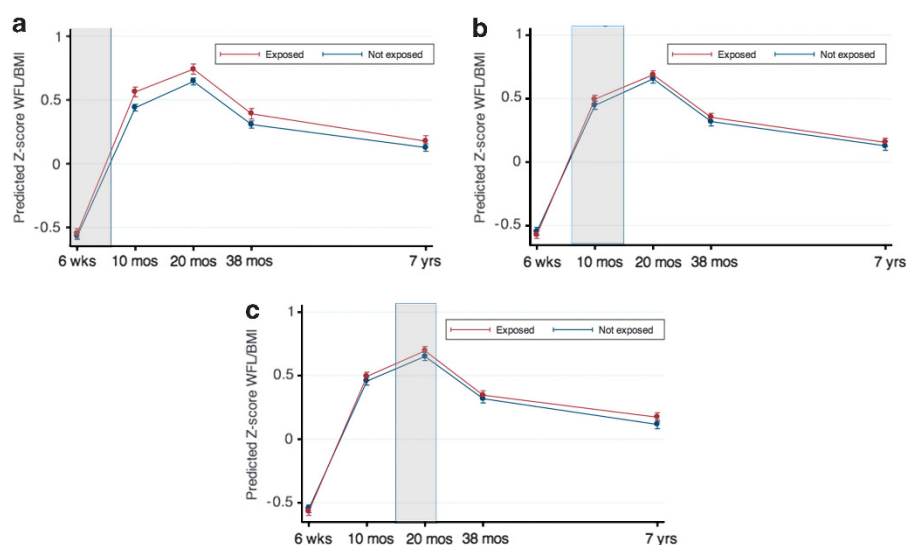 a
Predicted Z-score WFL/BMI
1
0.5
0
-0.5
Exposed Not exposed
6 wks 10 mos 20 mos 38 mos 7 yrs
b
Predicted Z-score WFL/BMI
1
0.5
0
-0.5
Exposed Not exposed
6 wks 10 mos 20 mos 38 mos 7 yrs
c
Predicted Z-score WFL/BMI
1
0.5
0
-0.5
Exposed Not exposed
6 wks 10 mos 20 mos 38 mos 7 yrs